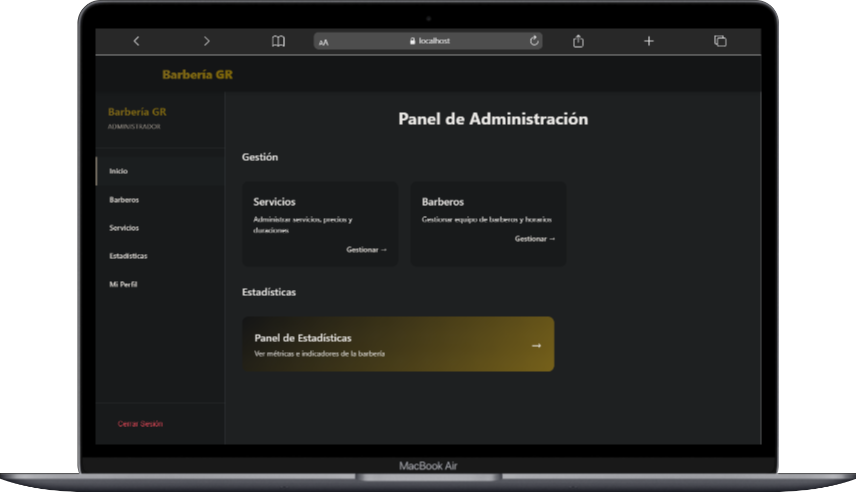 AA
localhost
Barbería GR
Barbería GR
ADMINISTRADOR
Inicio
Barberos
Servicios
Estadísticas
Mi Perfil
Cerrar Sesión
Panel de Administración
Gestión
Servicios
Administrar servicios, precios y
duraciones
Gestionar →
Barberos
Gestionar equipo de barberos y horarios
Gestionar →
Estadísticas
Panel de Estadísticas
Ver métricas e indicadores de la barbería
→
MacBook Air